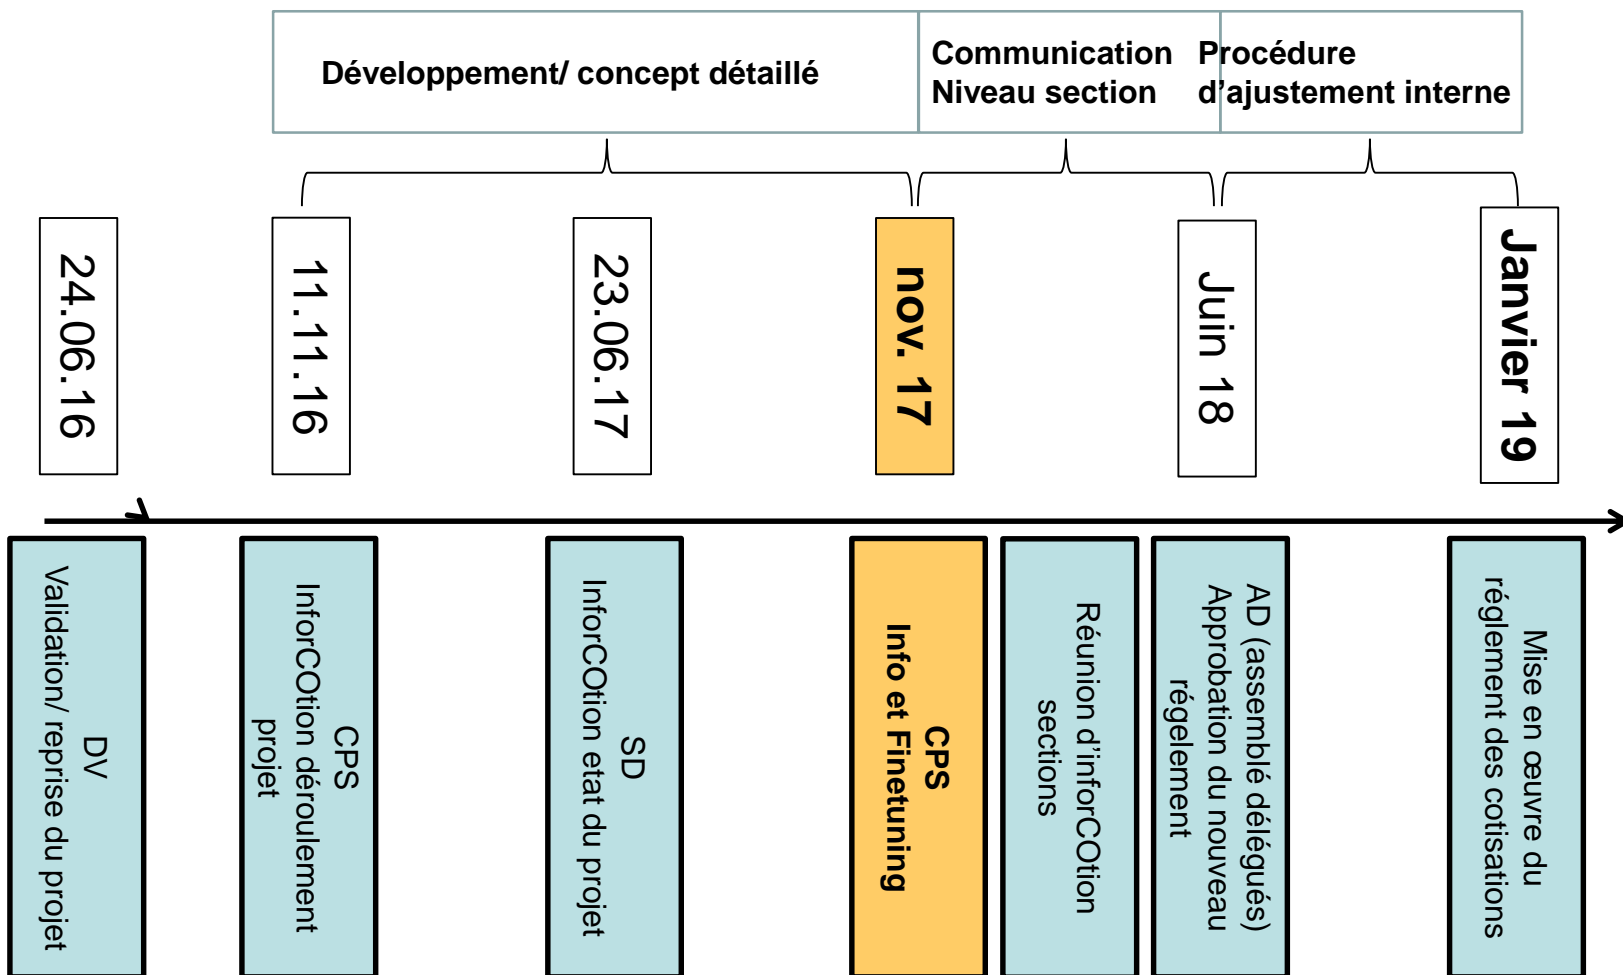 Développement/ concept détaillé
Communication
Niveau section
Procédure
d’ajustement interne
24.06.16
11.11.16
23.06.17
nov. 17
Juin 18
Janvier 19
DV
Validation/ reprise du projet
CPS
InforCOtion déroulement
projet
SD
InforCOtion etat du projet
CPS
Info et Finetuning
Réunion d’inforCOtion
sections
AD (assemblé délégués)
Approbation du nouveau
régelement
Mise en œuvre du
réglement des cotisations